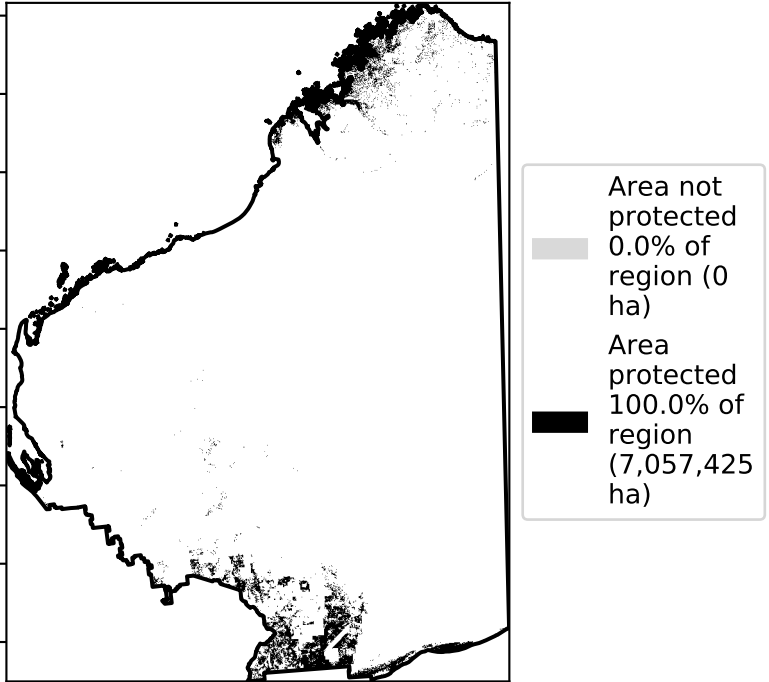 Area not
protected
0.0% of
region (0
ha)
Area
protected
100.0% of
region
(7,057,425
ha)